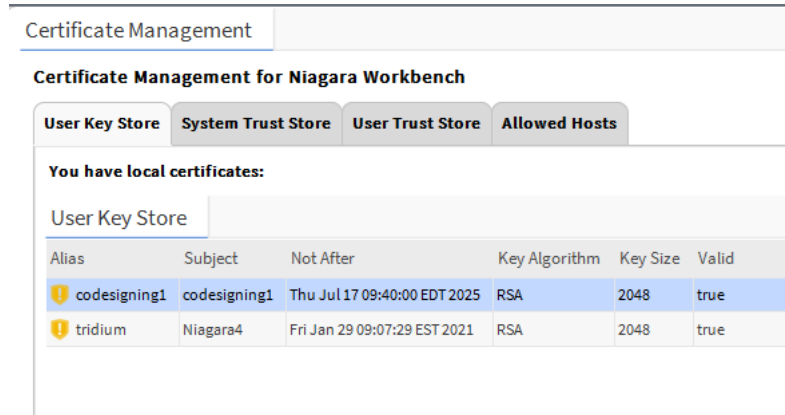 Certificate Management
Certificate Management for Niagara Workbench
User Key Store System Trust Store User Trust Store Allowed Hosts
You have local certificates:
User Key Store
Alias Subject Not After Key Algorithm Key Size Valid
codesigning1 codesigning1 Thu Jul 17 09:40:00 EDT 2025 RSA 2048 true
tridium Niagara4 Fri Jan 29 09:07:29 EST 2021 RSA 2048 true